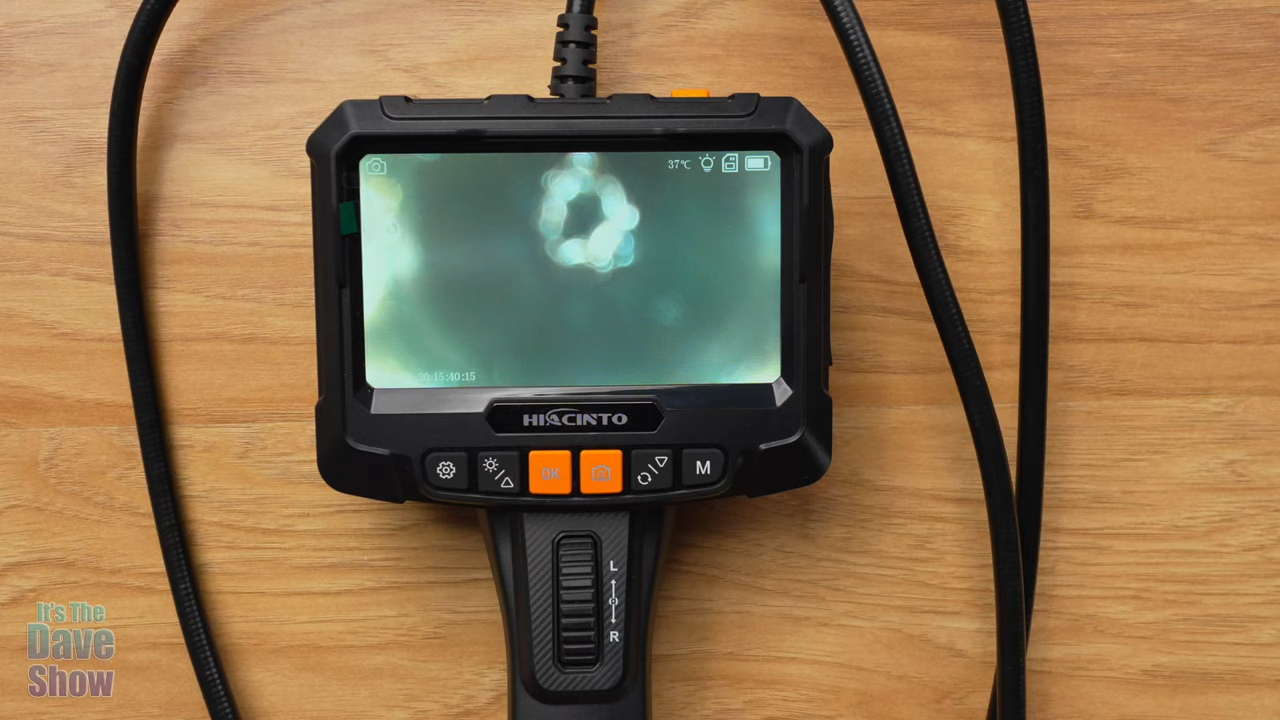 37℃
20-15:40:15
HIACINTO
OK
M
L
R
It's The
Dave
Show